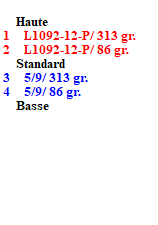 Haute
1 L1092-12-P/ 313 gr.
2 L1092-12-P/ 86 gr.
Standard
3 5/9/ 313 gr.
4 5/9/ 86 gr.
Basse